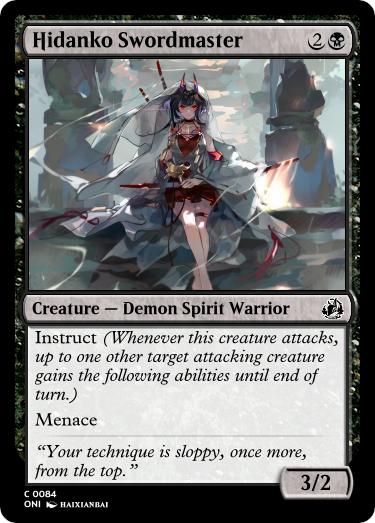 Hidanko Swordmaster 2
Creature — Demon Spirit Warrior
Instruct (Whenever this creature attacks,
up to one other target attacking creature
gains the following abilities until end of
turn.)
Menace
“Your technique is sloppy, once more,
from the top.”
3/2
C 0084
ONI HAIXIANBAI